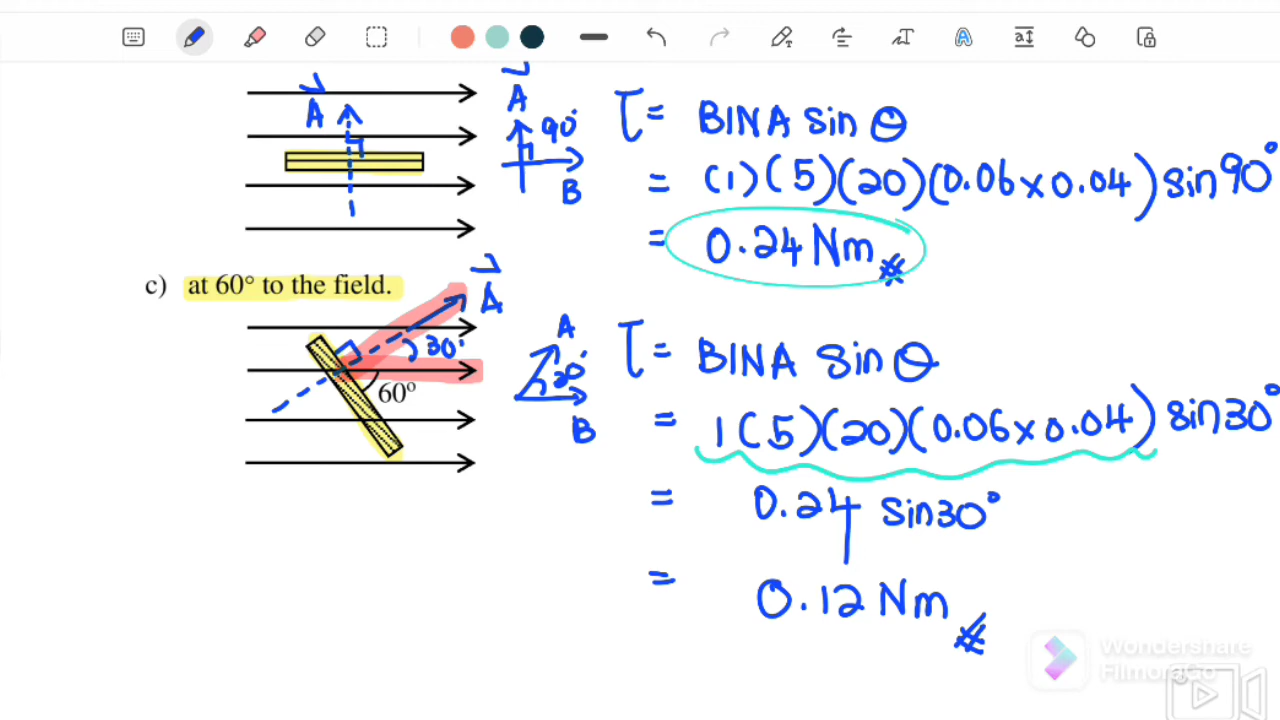 A
A
90°
B
τ = BINA sin θ
= (1)(5)(20)(0.06×0.04) sin 90°
= 0.24 Nm
c) at 60° to the field.
A
30°
60°
A
30°
B
τ = BINA sin θ
= 1(5)(20)(0.06×0.04) sin 30°
= 0.24 sin 30°
= 0.12 Nm
Wondershare
FilmoraGo